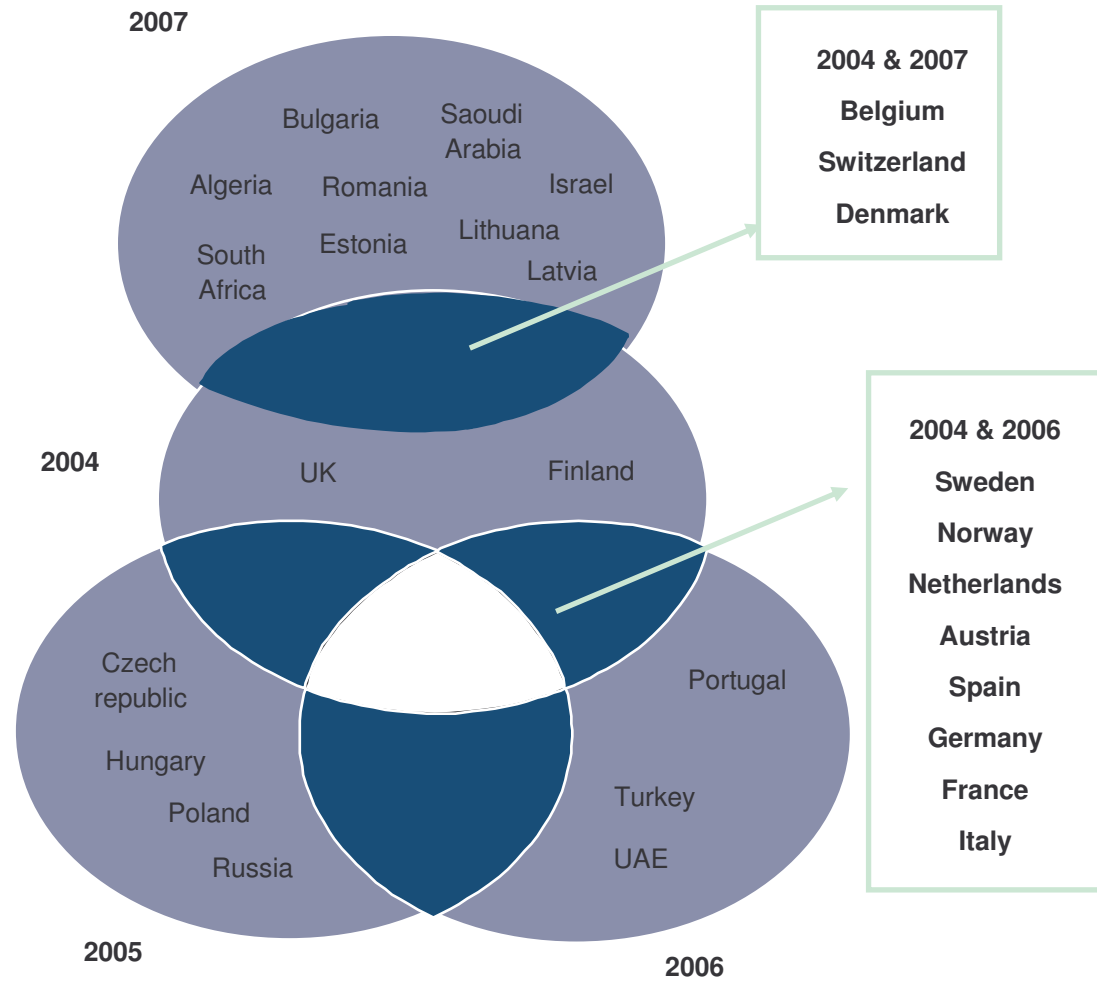 2007
Bulgaria
Saoudi
Arabia
Algeria
Romania
Israel
South
Africa
Estonia
Lithuana
Latvia
2004 & 2007
Belgium
Switzerland
Denmark
2004
UK
Finland
2004 & 2006
Sweden
Norway
Netherlands
Austria
Spain
Germany
France
Italy
Czech
republic
Hungary
Poland
Russia
Portugal
Turkey
UAE
2005
2006